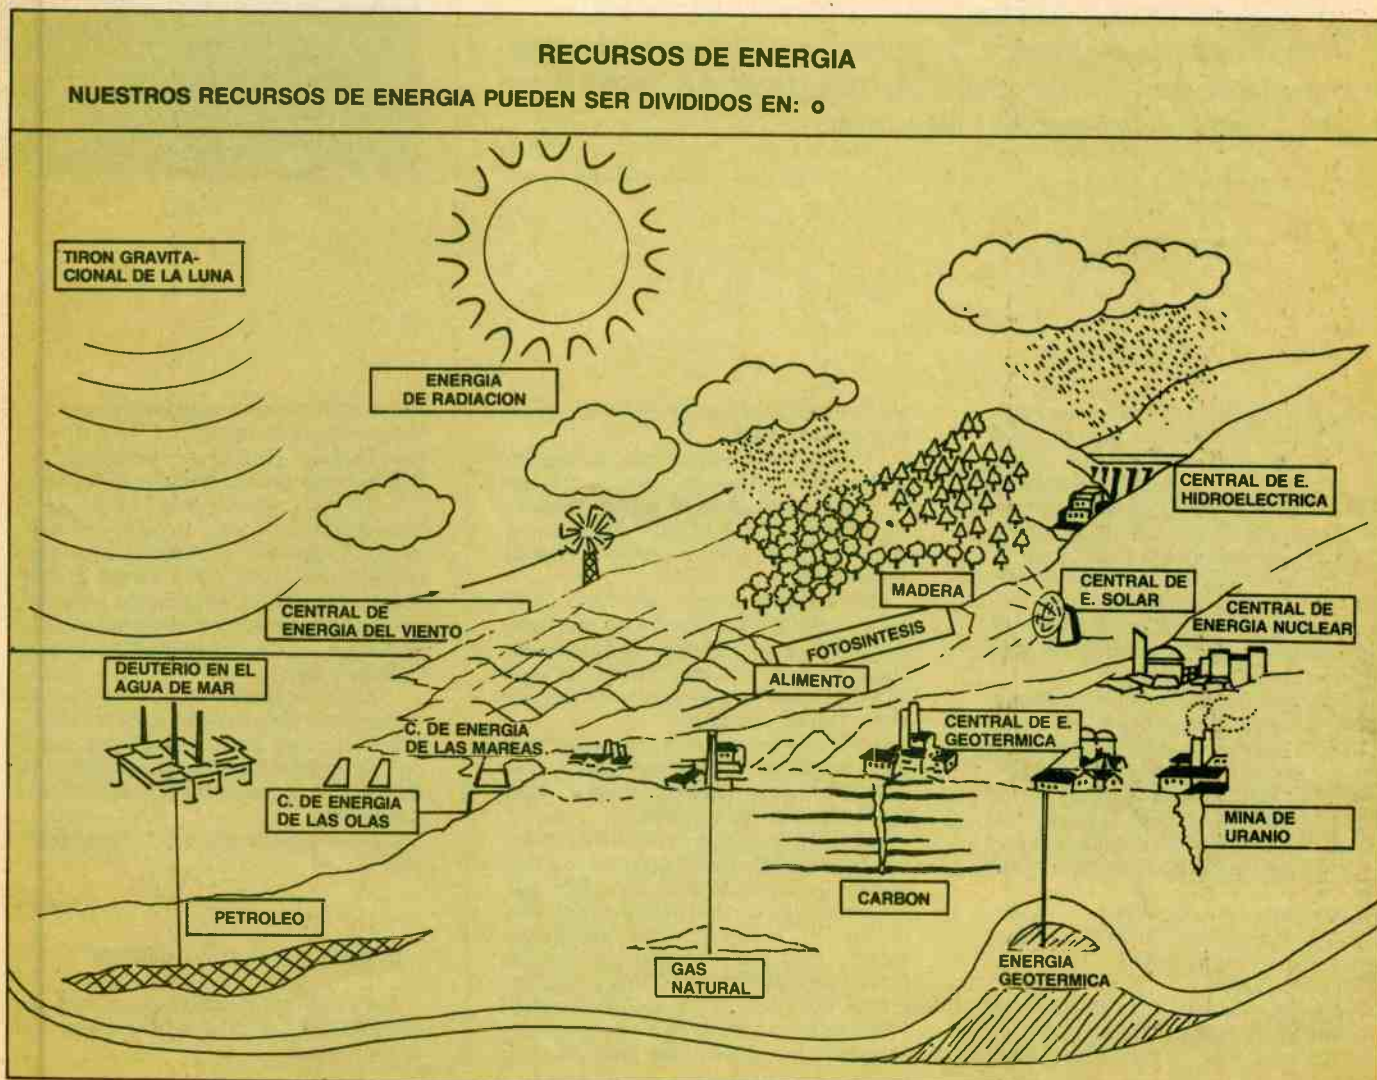 RECURSOS DE ENERGIA
NUESTROS RECURSOS DE ENERGIA PUEDEN SER DIVIDIDOS EN: o
TIRON GRAVITA-
CIONAL DE LA LUNA
ENERGIA
DE RADIACION
CENTRAL DE E.
HIDROELECTRICA
MADERA
CENTRAL DE
E. SOLAR
CENTRAL DE
ENERGIA NUCLEAR
CENTRAL DE
ENERGIA DEL VIENTO
FOTOSINTESIS
ALIMENTO
DEUTERIO EN EL
AGUA DE MAR
C. DE ENERGIA
DE LAS MAREAS
CENTRAL DE E.
GEOTERMICA
C. DE ENERGIA
DE LAS OLAS
MINA DE
URANIO
CARBON
PETROLEO
GAS
NATURAL
ENERGIA
GEOTERMICA